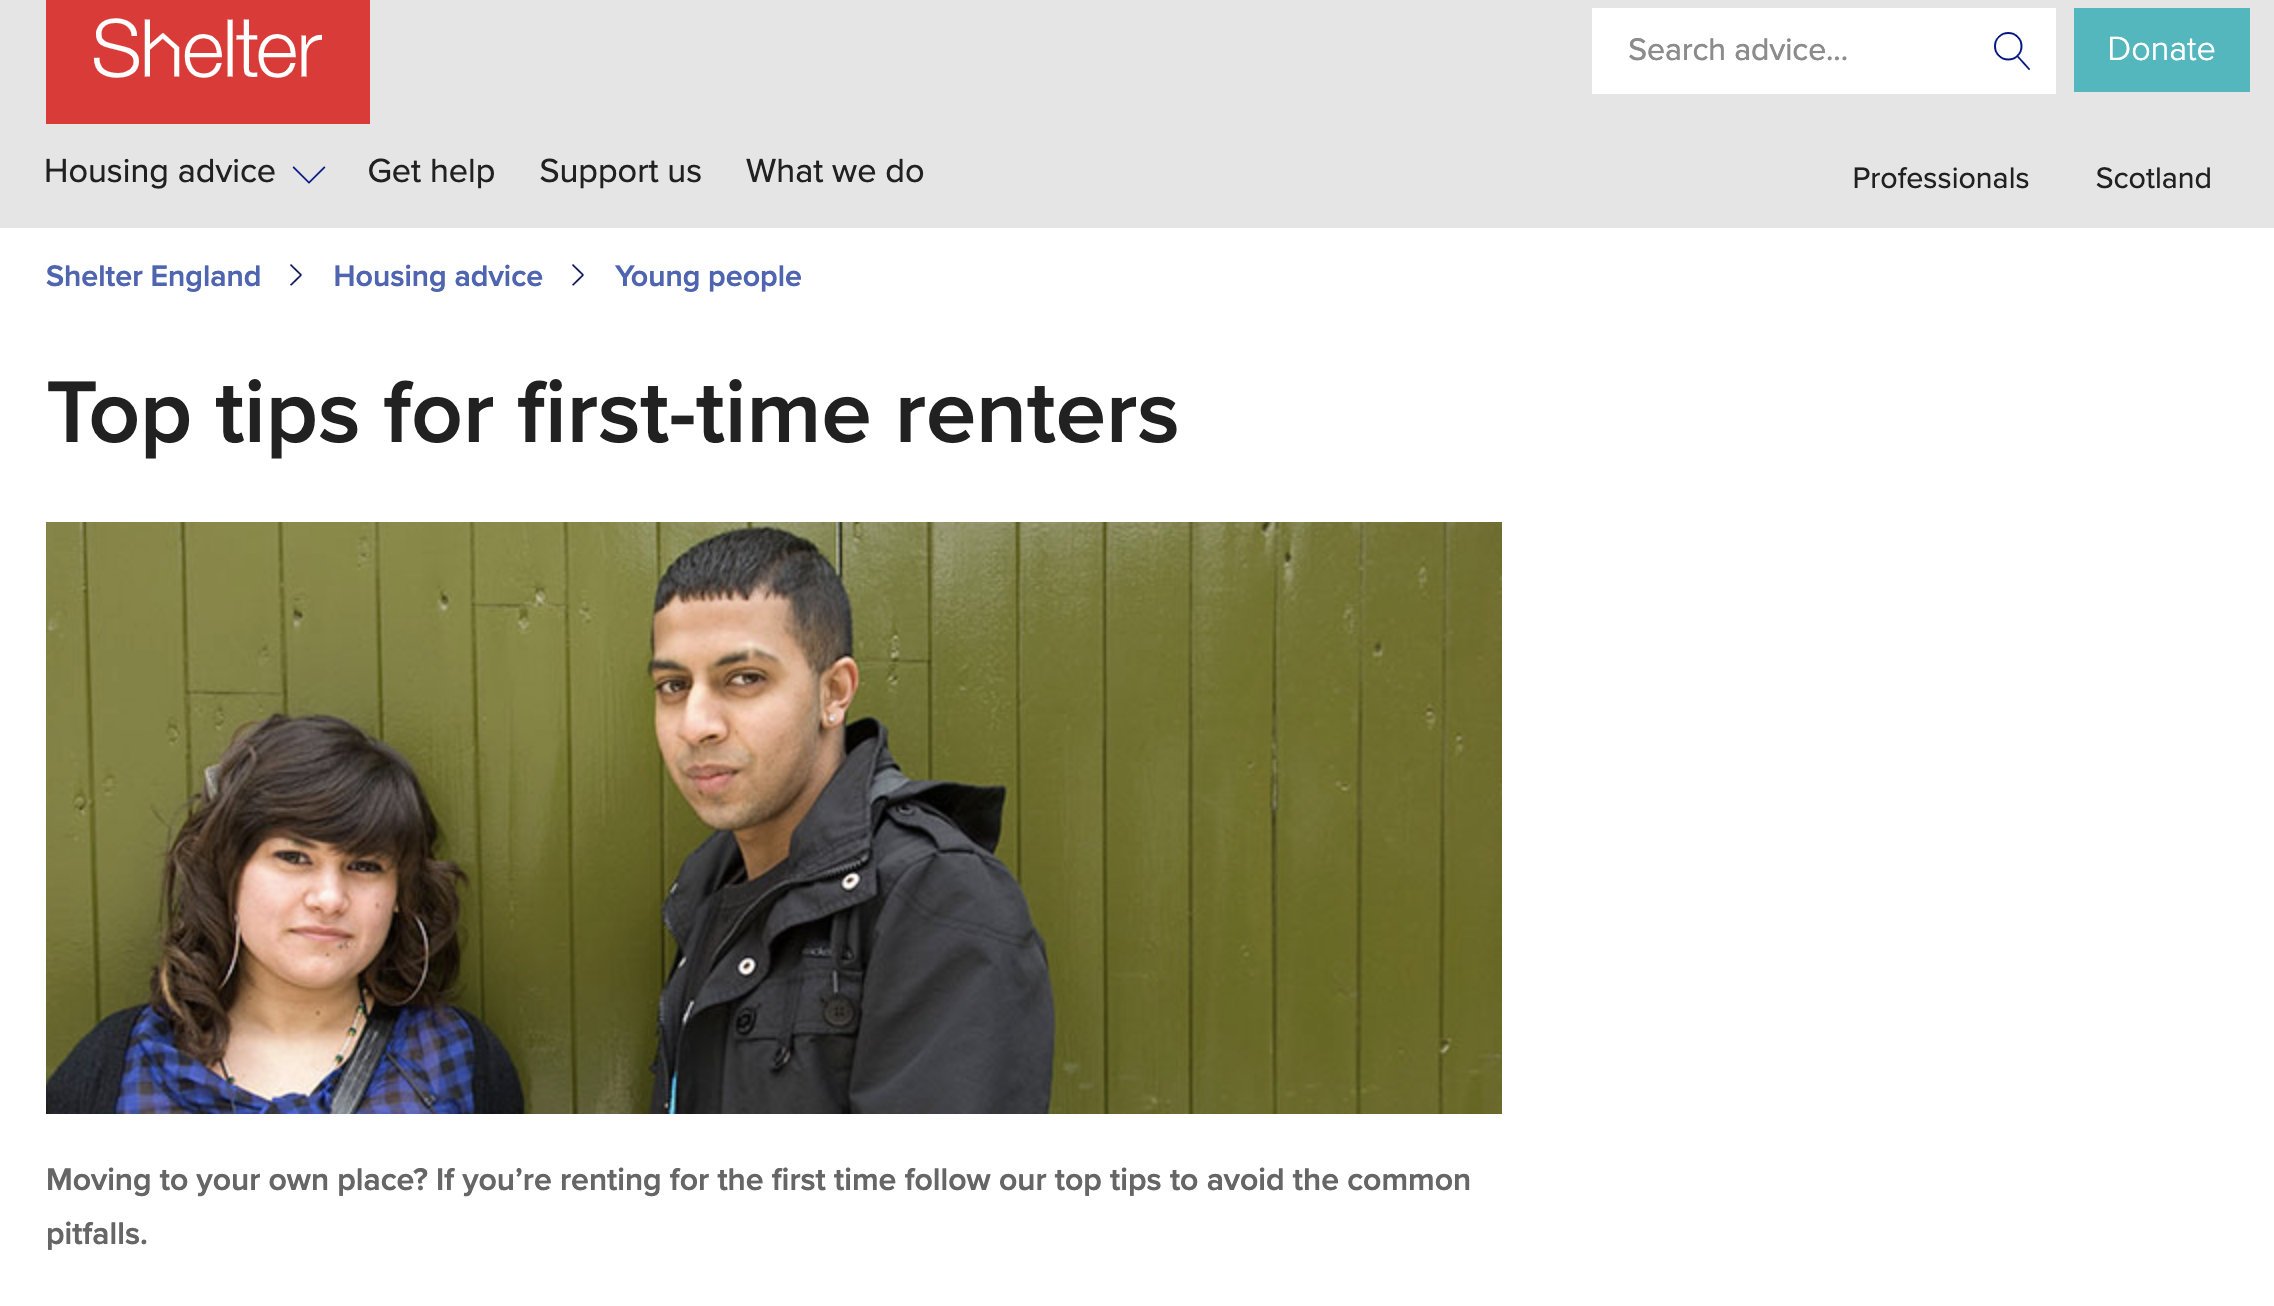 Shelter
Search advice...
Donate
Housing advice
Get help
Support us
What we do
Professionals
Scotland
Shelter England > Housing advice > Young people
Top tips for first-time renters
Moving to your own place? If you’re renting for the first time follow our top tips to avoid the common
pitfalls.